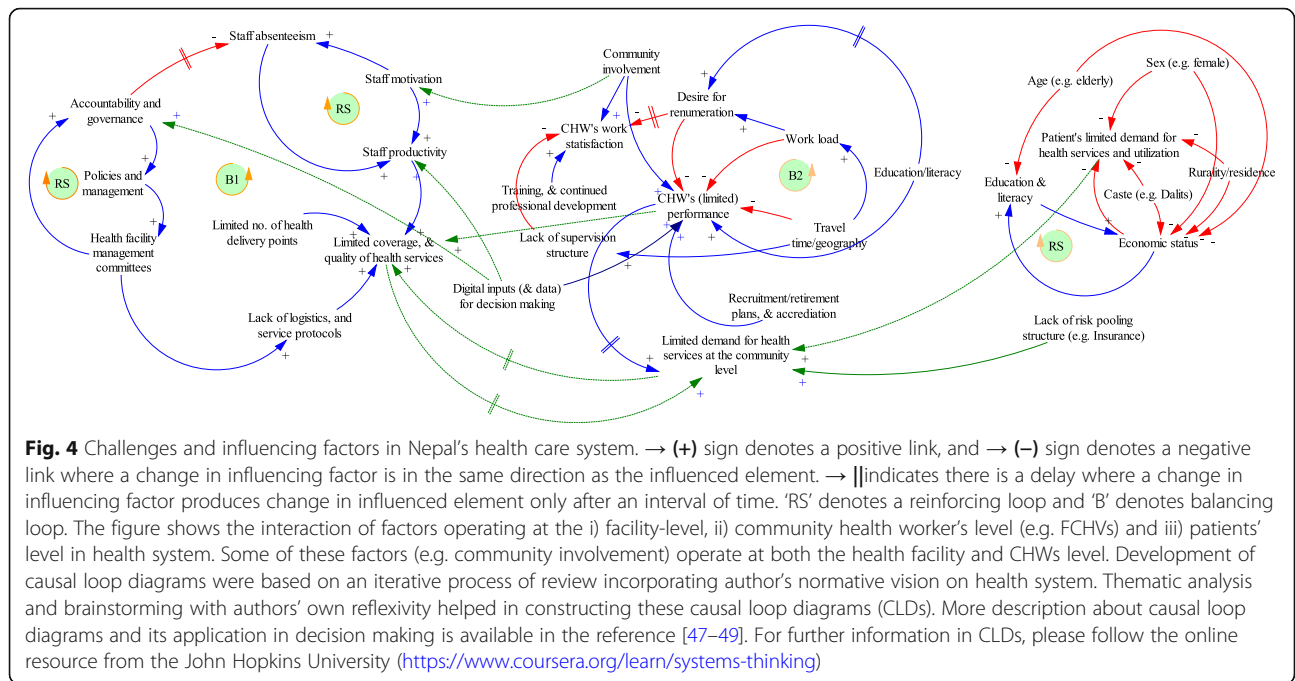 Staff absenteeism
Staff motivation
Accountability and
governance
RS
Policies and
management
RS
B1
Staff productivity
Health facility
management
committees
Limited no. of health
delivery points
Limited coverage, &
quality of health services
Lack of logistics, and
service protocols
Community
involvement
Desire for
renumeration
CHW's work
statisfaction
Work load
B2
Education/literacy
Training, & continued
professional development
CHW's (limited)
performance
Lack of supervision
structure
Travel
time/geography
Digital inputs (& data)
for decision making
Recruitment/retirement
plans, & accrediation
Limited demand for health
services at the community
level
Age (e.g. elderly)
Sex (e.g. female)
Patient's limited demand for
health services and utilization
Rurality/residence
Education &
literacy
Caste (e.g. Dalits)
RS
Economic status
Lack of risk pooling
structure (e.g. Insurance)
Fig. 4 Challenges and influencing factors in Nepal's health care system. → (+) sign denotes a positive link, and → (−) sign denotes a negative
link where a change in influencing factor is in the same direction as the influenced element. → ||indicates there is a delay where a change in
influencing factor produces change in influenced element only after an interval of time. 'RS' denotes a reinforcing loop and 'B' denotes balancing
loop. The figure shows the interaction of factors operating at the i) facility-level, ii) community health worker's level (e.g. FCHVs) and iii) patients'
level in health system. Some of these factors (e.g. community involvement) operate at both the health facility and CHWs level. Development of
causal loop diagrams were based on an iterative process of review incorporating author's normative vision on health system. Thematic analysis
and brainstorming with authors' own reflexivity helped in constructing these causal loop diagrams (CLDs). More description about causal loop
diagrams and its application in decision making is available in the reference [47–49]. For further information in CLDs, please follow the online
resource from the John Hopkins University (https://www.coursera.org/learn/systems-thinking)